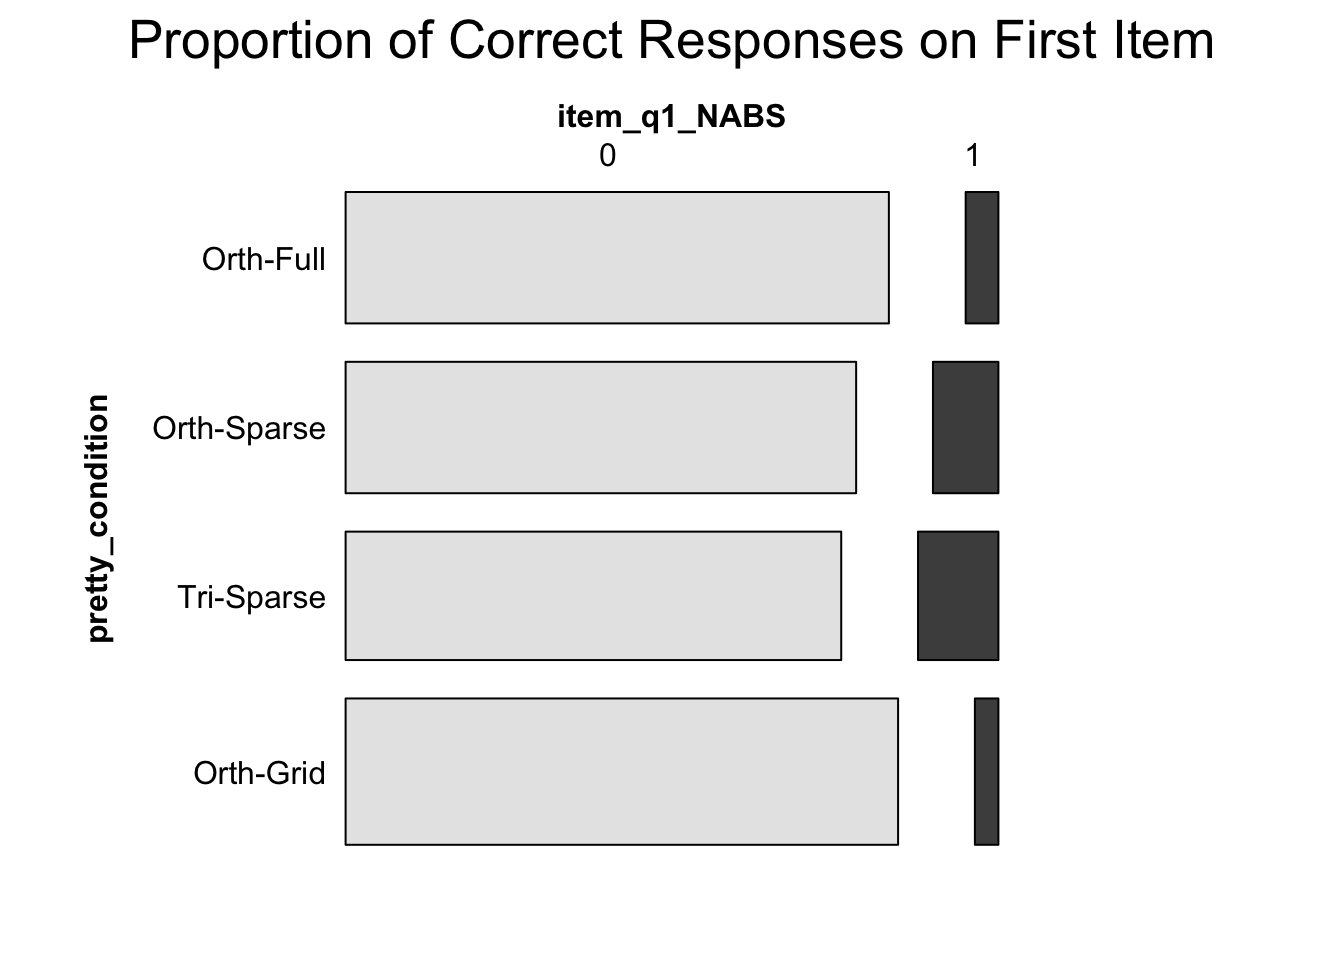 Proportion of Correct Responses on First Item
item_q1_NABS
0 1
Orth-Full
Orth-Sparse
Tri-Sparse
Orth-Grid
pretty_condition